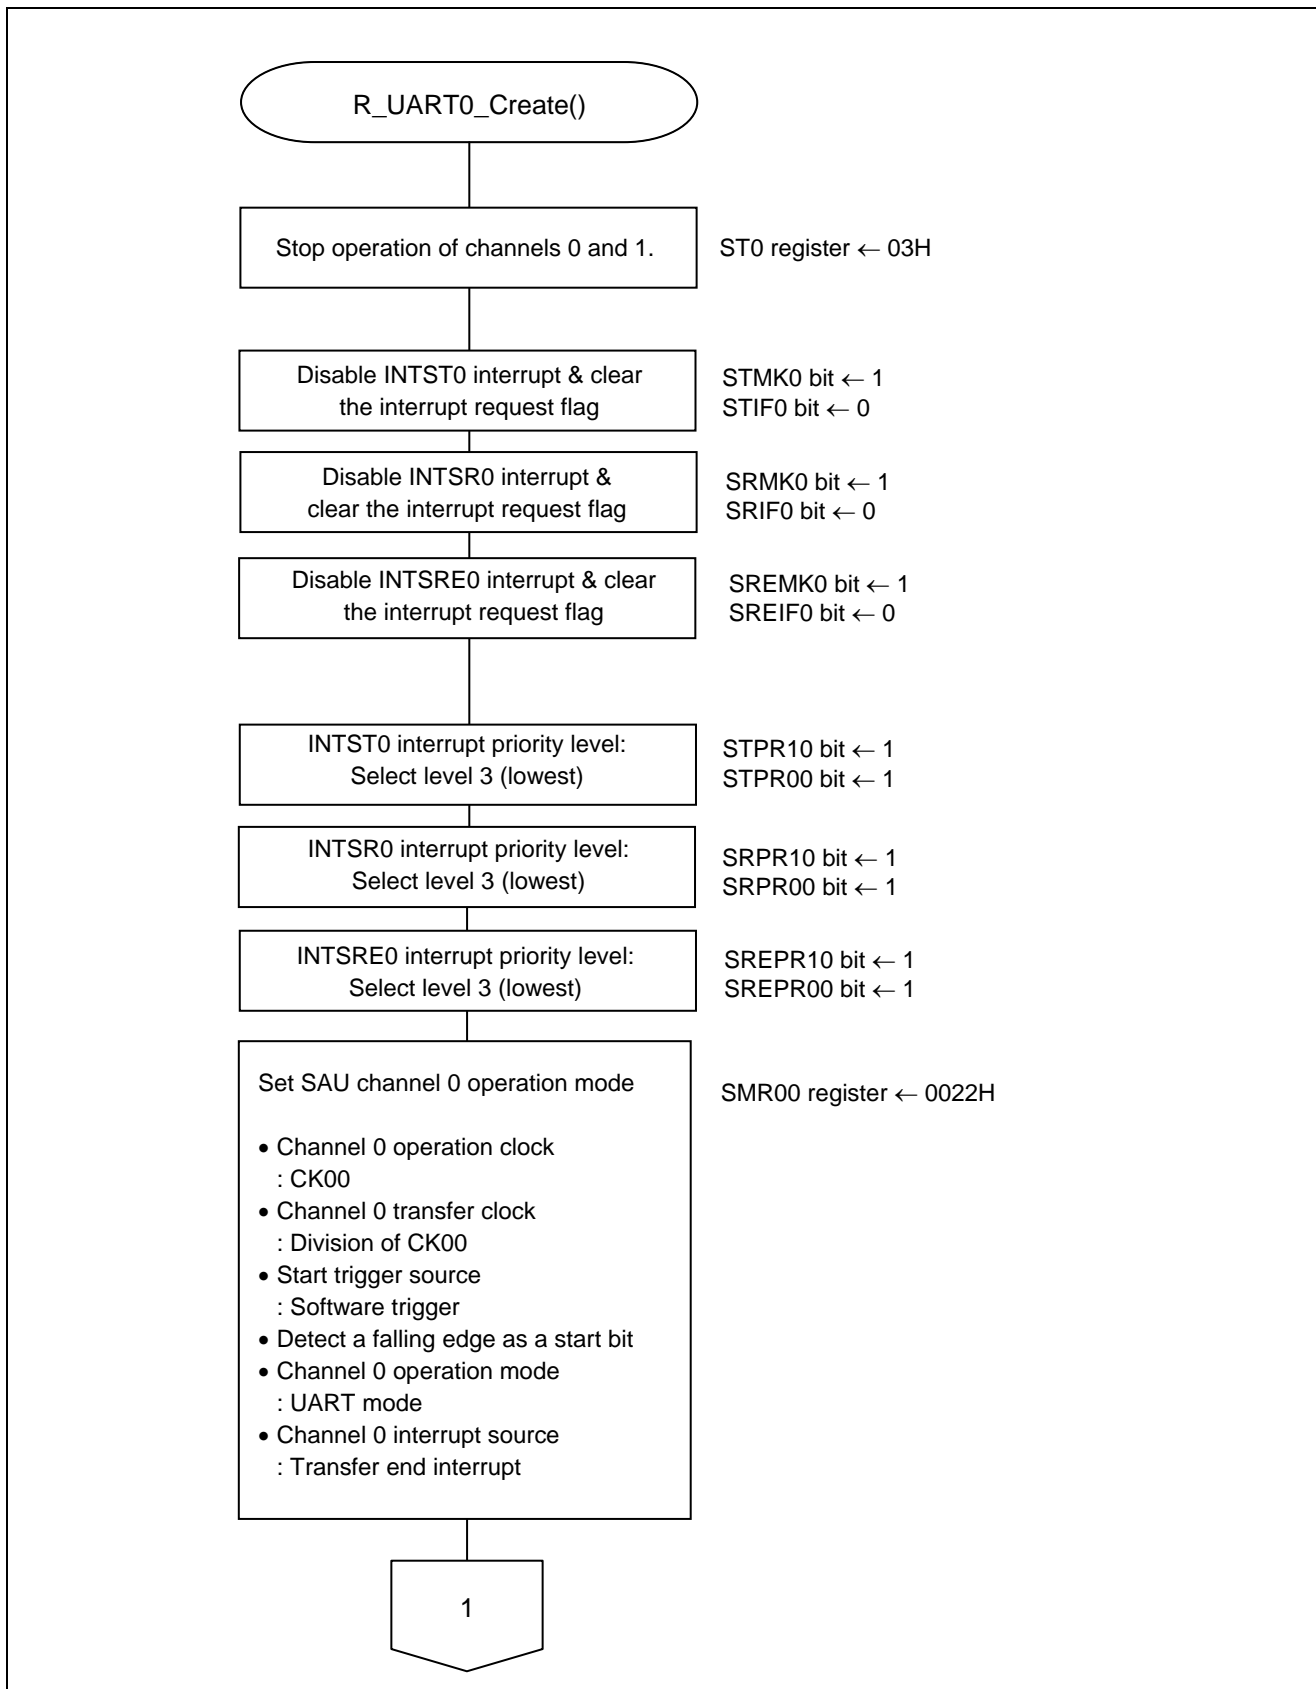 R_UART0_Create()
Stop operation of channels 0 and 1.
ST0 register ← 03H
Disable INTST0 interrupt & clear
the interrupt request flag
STMK0 bit ← 1
STIF0 bit ← 0
Disable INTSR0 interrupt &
clear the interrupt request flag
SRMK0 bit ← 1
SRIF0 bit ← 0
Disable INTSRE0 interrupt & clear
the interrupt request flag
SREMK0 bit ← 1
SREIF0 bit ← 0
INTST0 interrupt priority level:
Select level 3 (lowest)
STPR10 bit ← 1
STPR00 bit ← 1
INTSR0 interrupt priority level:
Select level 3 (lowest)
SRPR10 bit ← 1
SRPR00 bit ← 1
INTSRE0 interrupt priority level:
Select level 3 (lowest)
SREPR10 bit ← 1
SREPR00 bit ← 1
Set SAU channel 0 operation mode
SMR00 register ← 0022H
• Channel 0 operation clock
: CK00
• Channel 0 transfer clock
: Division of CK00
• Start trigger source
: Software trigger
• Detect a falling edge as a start bit
• Channel 0 operation mode
: UART mode
• Channel 0 interrupt source
: Transfer end interrupt
1